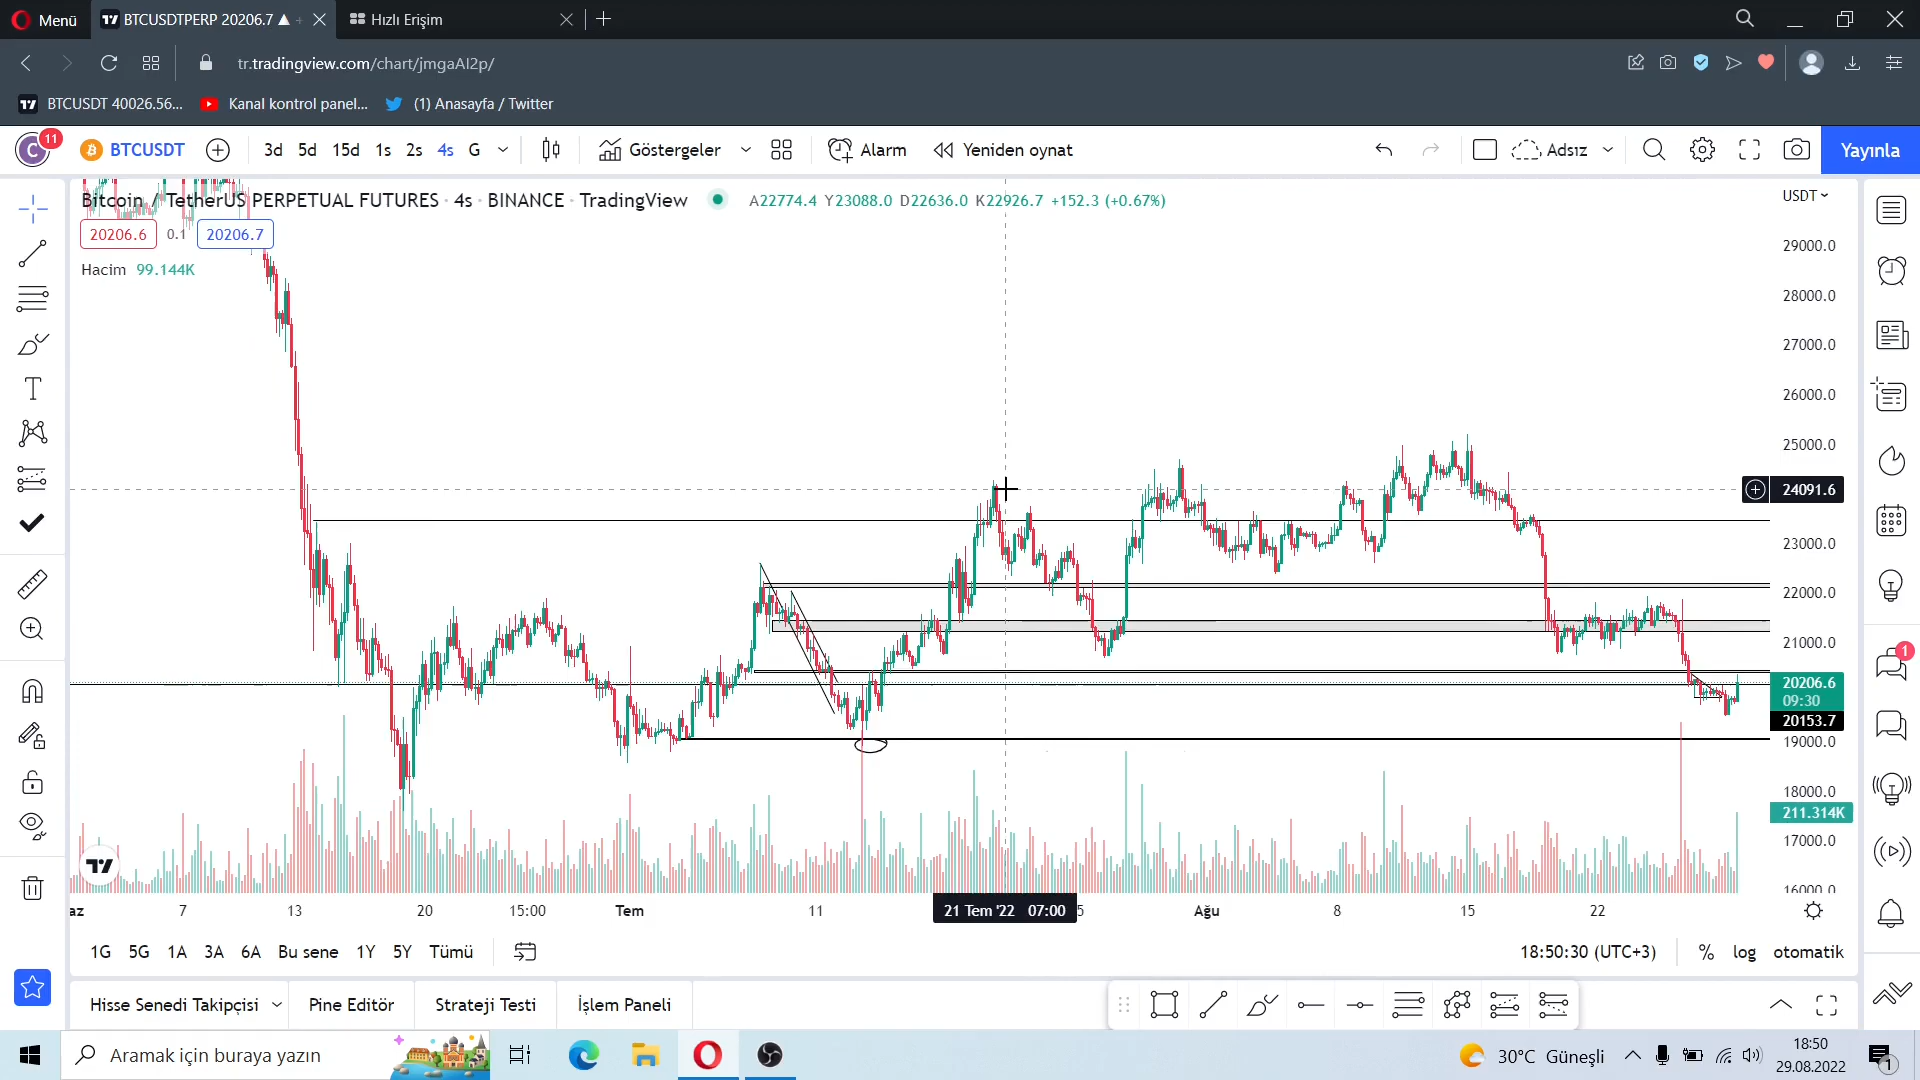 Menü
BTCUSDTPERP 20206.7 ▲
Hızlı Erişim
tr.tradingview.com/chart/jmgaAl2p/
BTCUSDT 40026.56...
Kanal kontrol panel...
(1) Anasayfa / Twitter
C 11
BTCUSDT
3d 5d 15d 1s 2s 4s G
Göstergeler
Alarm
Yeniden oynat
Adsız
Yayınla
Bitcoin / TetherUS PERPETUAL FUTURES · 4s · BINANCE · TradingView
A22774.4 Y23088.0 D22636.0 K22926.7 +152.3 (+0.67%)
USDT
20206.6 0.1 20206.7
Hacim 99.144K
29000.0
28000.0
27000.0
26000.0
25000.0
24091.6
23000.0
22000.0
21000.0
20206.6
09:30
20153.7
19000.0
18000.0
211.314K
17000.0
16000.0
7 13 20 15:00 Tem 11 21 Tem '22 07:00 Ağu 8 15 22
1G 5G 1A 3A 6A Bu sene 1Y 5Y Tümü
18:50:30 (UTC+3) % log otomatik
Hisse Senedi Takipçisi
Pine Editör
Strateji Testi
İşlem Paneli
1
Aramak için buraya yazın
30°C Güneşli
18:50
29.08.2022
1